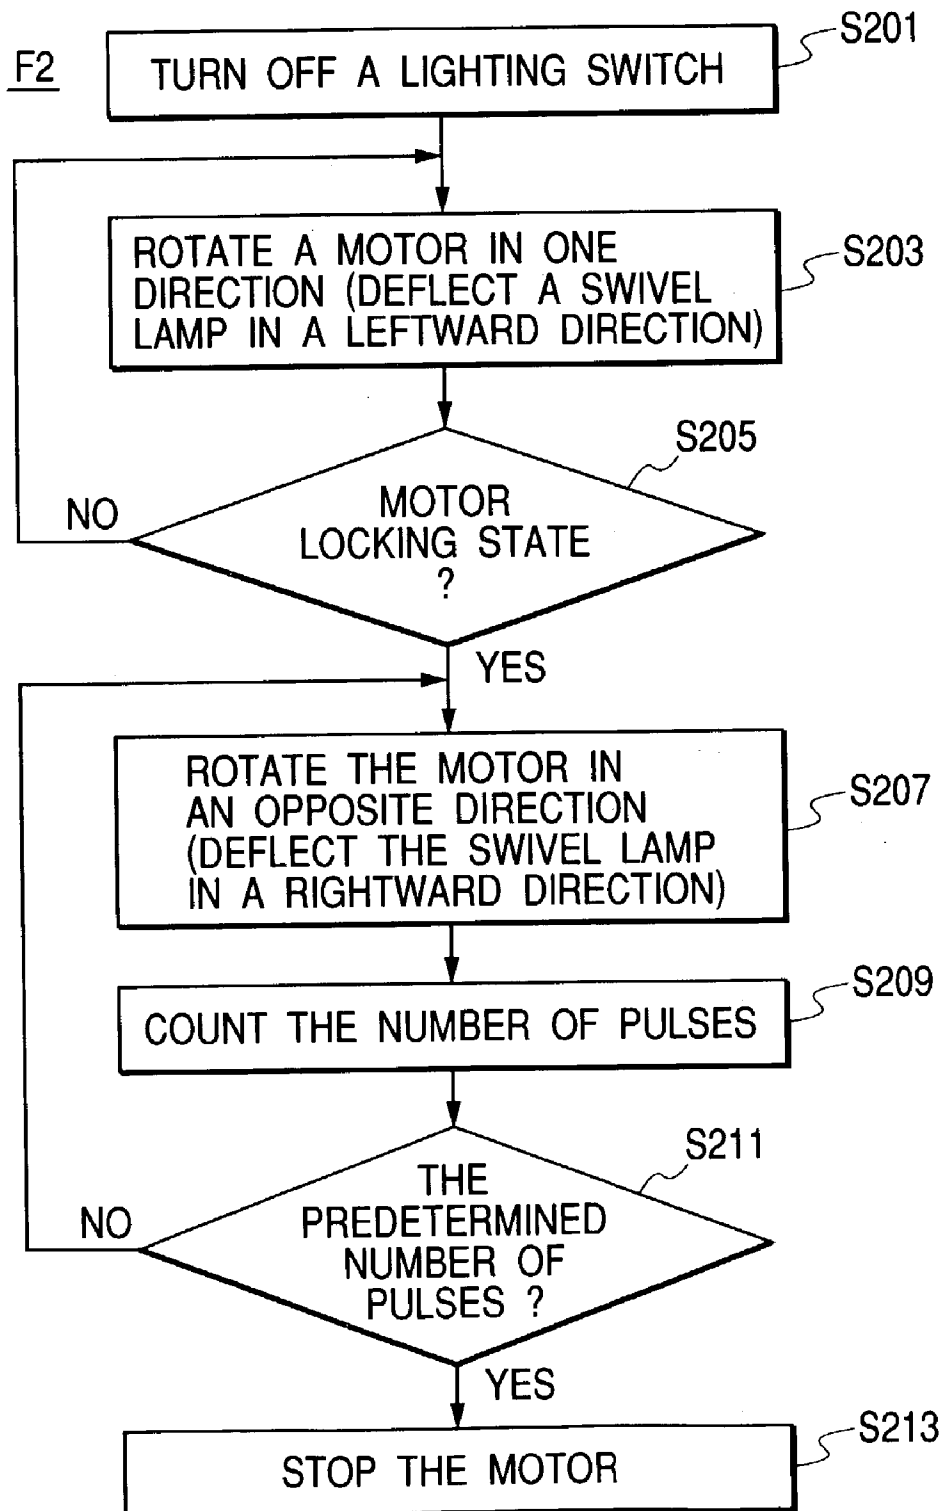 F2
S201
TURN OFF A LIGHTING SWITCH
S203
ROTATE A MOTOR IN ONE
DIRECTION (DEFLECT A SWIVEL
LAMP IN A LEFTWARD DIRECTION)
S205
MOTOR
LOCKING STATE
?
NO
YES
S207
ROTATE THE MOTOR IN
AN OPPOSITE DIRECTION
(DEFLECT THE SWIVEL LAMP
IN A RIGHTWARD DIRECTION)
S209
COUNT THE NUMBER OF PULSES
S211
THE
PREDETERMINED
NUMBER OF
PULSES ?
NO
YES
S213
STOP THE MOTOR